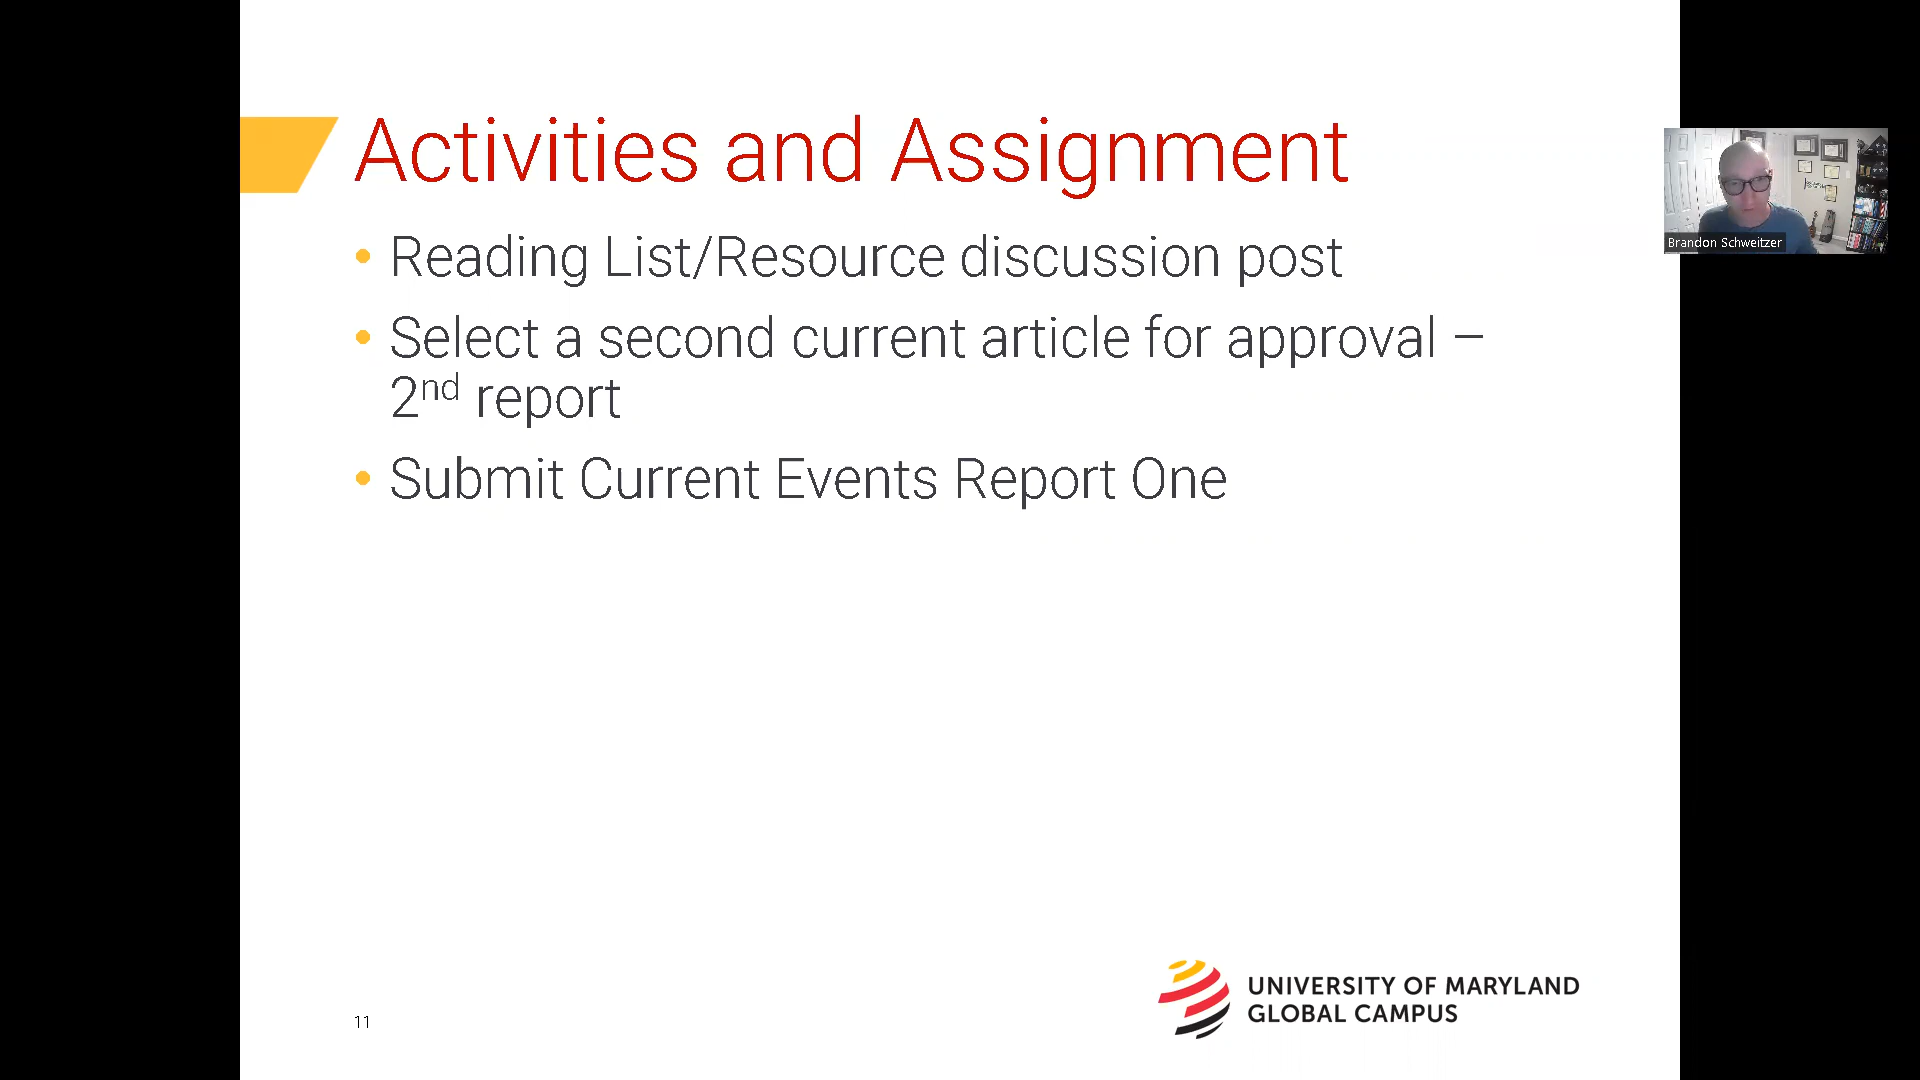 Activities and Assignment
• Reading List/Resource discussion post
• Select a second current article for approval –
2nd report
• Submit Current Events Report One
Brandon Schweitzer
UNIVERSITY OF MARYLAND
GLOBAL CAMPUS
11